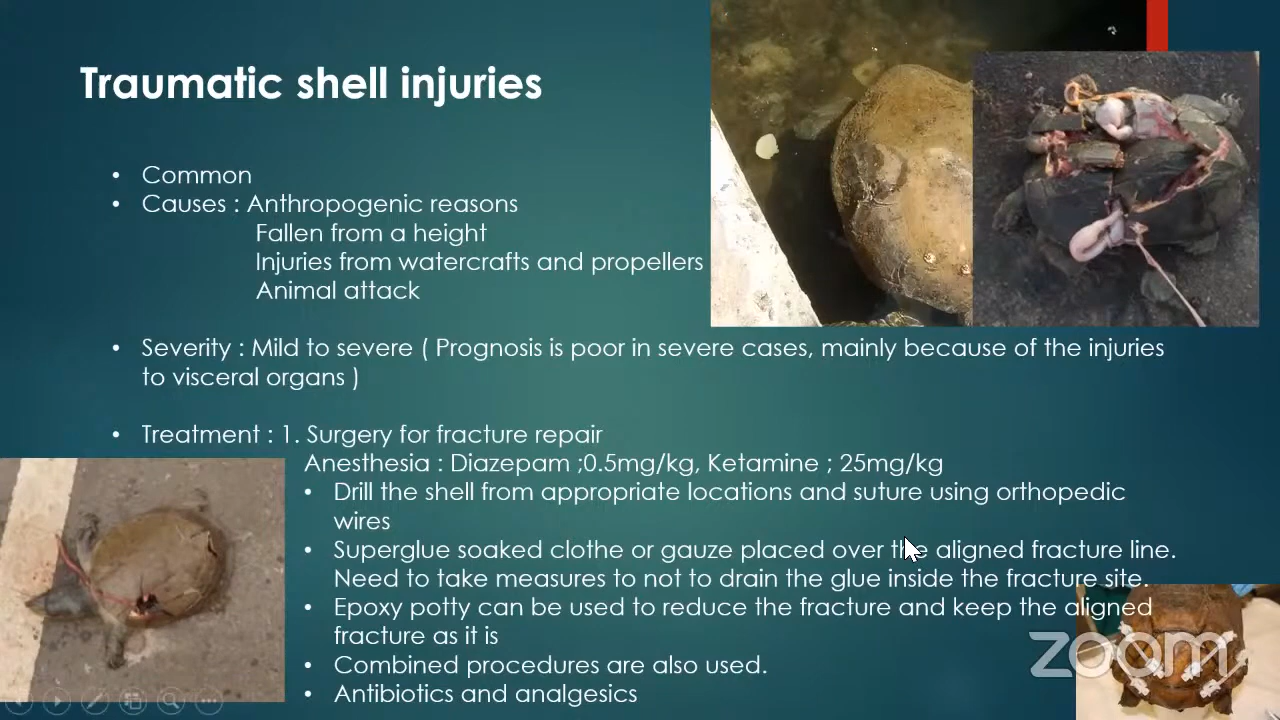 Traumatic shell injuries
• Common
• Causes : Anthropogenic reasons
Fallen from a height
Injuries from watercrafts and propellers
Animal attack
• Severity : Mild to severe ( Prognosis is poor in severe cases, mainly because of the injuries
to visceral organs )
• Treatment : 1. Surgery for fracture repair
Anesthesia : Diazepam ;0.5mg/kg, Ketamine ; 25mg/kg
• Drill the shell from appropriate locations and suture using orthopedic
wires
• Superglue soaked clothe or gauze placed over the aligned fracture line.
Need to take measures to not to drain the glue inside the fracture site.
• Epoxy potty can be used to reduce the fracture and keep the aligned
fracture as it is
• Combined procedures are also used.
• Antibiotics and analgesics
zoom